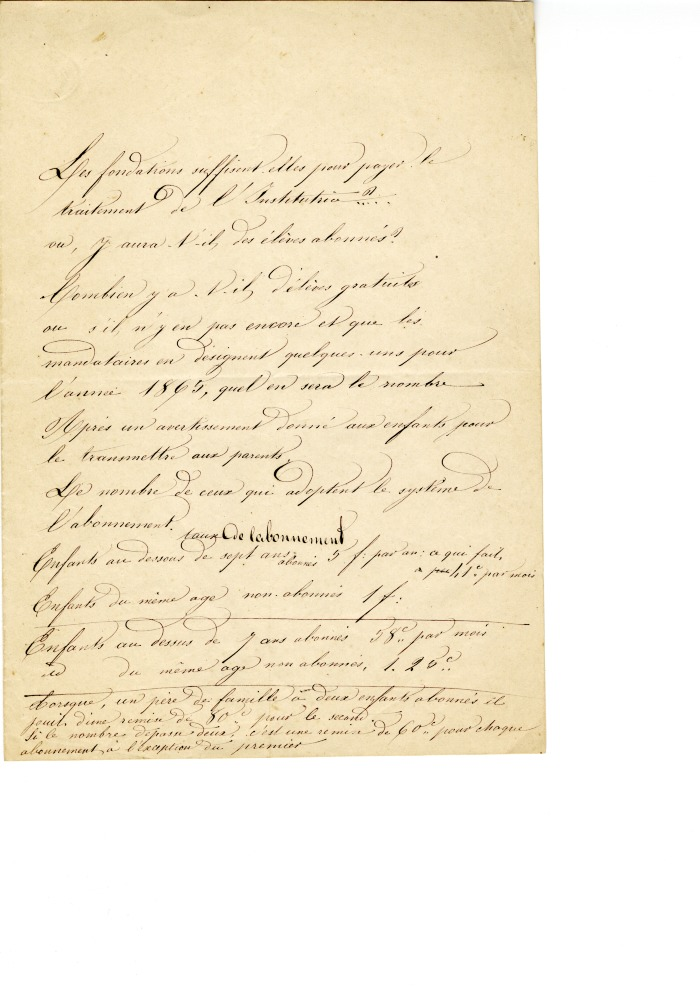 Les fondations suffisent-elles pour payer le
traitement de l'Institutrice?
ou, y aura-t-il, des élèves abonnés?
Combien y a-t-il, d'élèves gratuits
ou s'il n'y en pas encore et que les
mandataires en désignent quelques-uns pour
l'année 1865, quel en sera le nombre
Après un avertissement donné aux enfants pour
le transmettre aux parents.
Le nombre de ceux qui adoptent le système de
l'abonnement.
taux de l'abonnement
Enfants au dessous de sept ans abonnés 5 f: par an: ce qui fait,
41c par mois
Enfants du même age non-abonnés 1 f:
Enfants au dessus de 7 ans abonnés 58c par mois
id du même age non abonnés, 1. 25c
Lorsque, un père de famille a deux enfants abonnés il
jouit d'une remise de 80c pour le second
Si le nombre dépasse deux, c'est une remise de 60c pour chaque
abonnement, à l'exception du premier